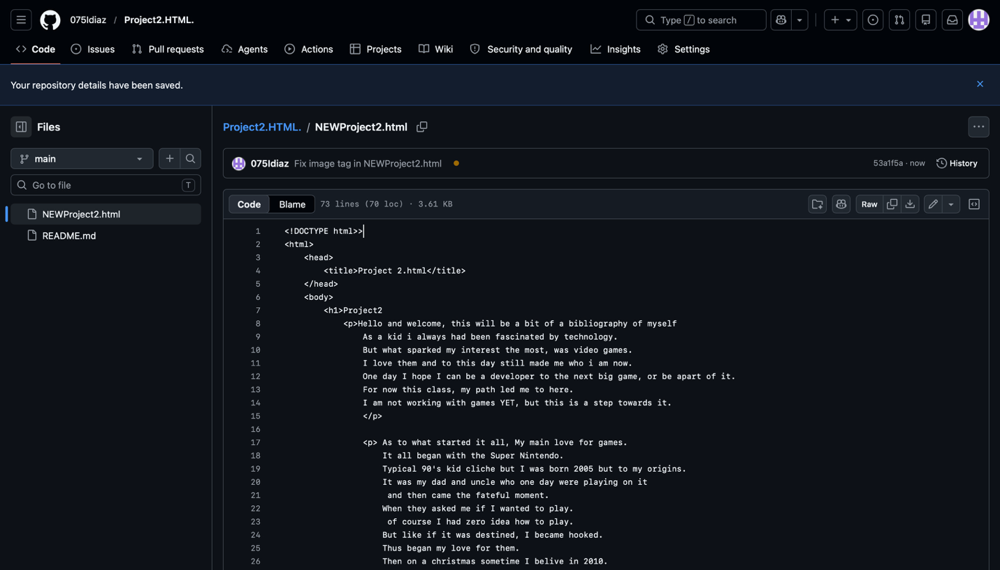 075ldiaz / Project2.HTML.
Type / to search
Code
Issues
Pull requests
Agents
Actions
Projects
Wiki
Security and quality
Insights
Settings
Your repository details have been saved.
Files
main
Go to file
T
NEWProject2.html
README.md
Project2.HTML. / NEWProject2.html
075ldiaz Fix image tag in NEWProject2.html
53a1f5a · now
History
Code
Blame
73 lines (70 loc) · 3.61 KB
Raw
1 <!DOCTYPE html>>
2 <html>
3 <head>
4 <title>Project 2.html</title>
5 </head>
6 <body>
7 <h1>Project2
8 <p>Hello and welcome, this will be a bit of a bibliography of myself
9 As a kid i always had been fascinated by technology.
10 But what sparked my interest the most, was video games.
11 I love them and to this day still made me who i am now.
12 One day I hope I can be a developer to the next big game, or be apart of it.
13 For now this class, my path led me to here.
14 I am not working with games YET, but this is a step towards it.
15 </p>
16
17 <p> As to what started it all, My main love for games.
18 It all began with the Super Nintendo.
19 Typical 90's kid cliche but I was born 2005 but to my origins.
20 It was my dad and uncle who one day were playing on it
21 and then came the fateful moment.
22 When they asked me if I wanted to play.
23 of course I had zero idea how to play.
24 But like if it was destined, I became hooked.
25 Thus began my love for them.
26 Then on a christmas sometime I belive in 2010.